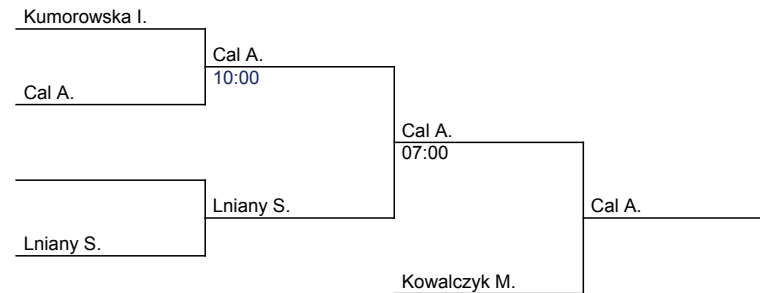 Kumorowska I.
Cal A.
10:00
Cal A.
Cal A.
07:00
Lniany S.
Cal A.
Lniany S.
Kowalczyk M.